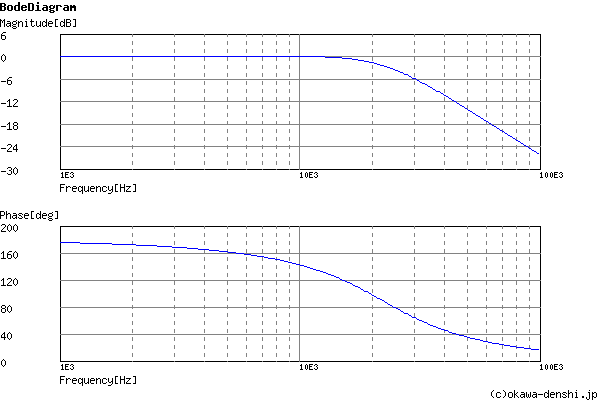 BodeDiagram
Magnitude[dB]
6
0
-6
-12
-18
-24
-30
1E3 10E3 100E3
Frequency[Hz]
Phase[deg]
200
160
120
80
40
0
1E3 10E3 100E3
Frequency[Hz]
(c)okawa-denshi.jp